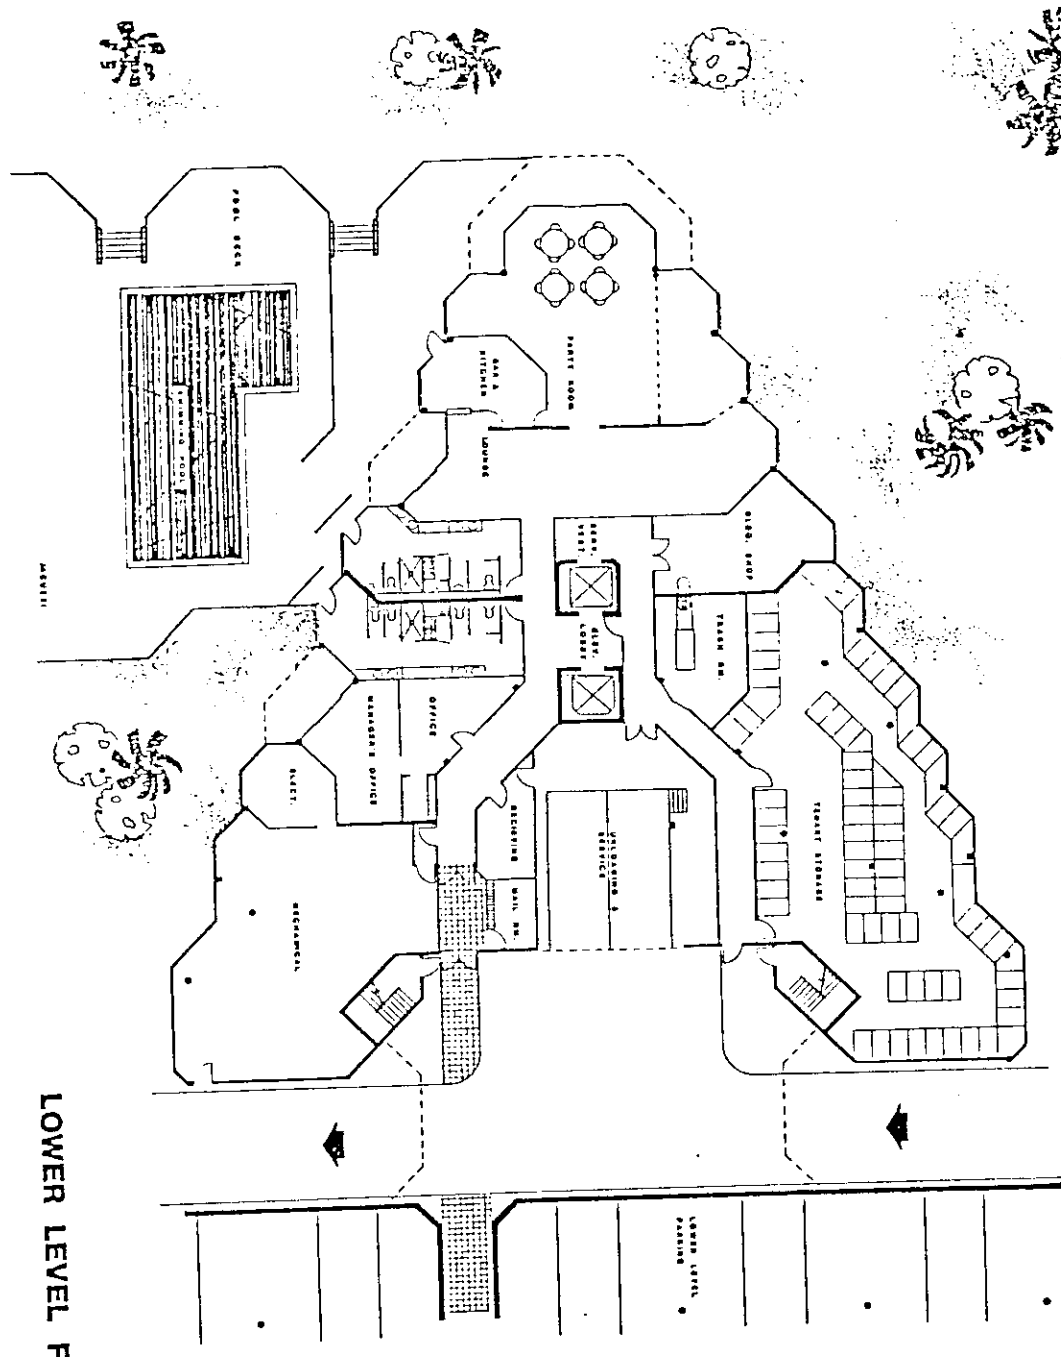 POOL DECK
SWIMMING POOL
BAR &
KITCHEN
PARTY ROOM
LOUNGE
SERV.
VEST.
ELEV.
LOBBY
BLDG. SHOP
TRASH RM.
OFFICE
MANAGER'S OFFICE
ELECT.
MECHANICAL
RECEIVING
MAIL RM.
UNLOADING &
SERVICE
TENANT STORAGE
LOWER LEVEL
PARKING
LOWER LEVEL F